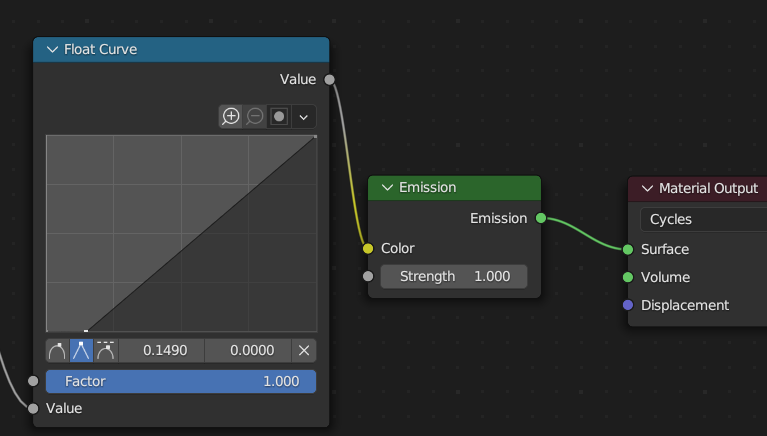 Float Curve
Value
0.1490 0.0000
Factor 1.000
Value
Emission
Emission
Color
Strength 1.000
Material Output
Cycles
Surface
Volume
Displacement